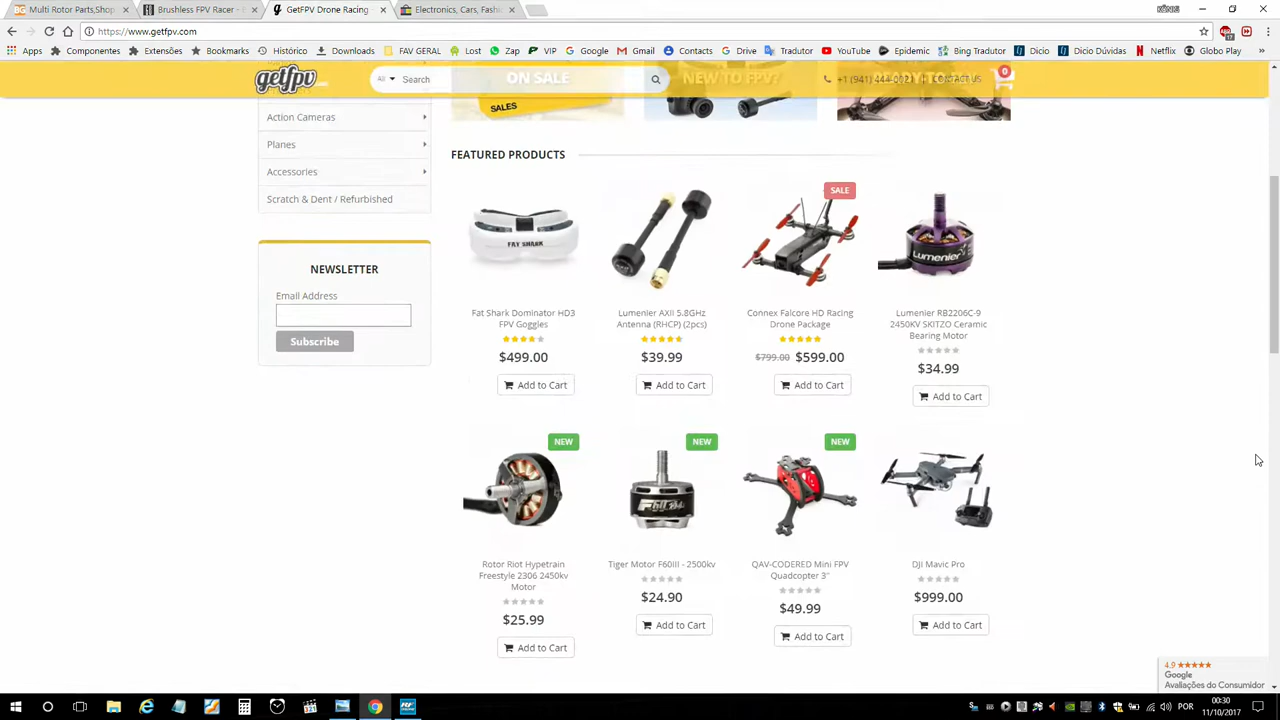 Multi Rotor Parts,Shop
Brushless FPV Racer -
GetFPV Drone Racing
Electronics, Cars, Fashi
https://www.getfpv.com
Apps
Componentes
Extensões
Bookmarks
Histórico
Downloads
FAV GERAL
Lost
Zap
VIP
Google
Gmail
Contacts
Drive
Tradutor
YouTube
Epidemic
Bing Tradutor
Dicio
Dicio Dúvidas
Netflix
Globo Play
getfpv
All
Search
ON SALE
NEW TO FPV?
+1 (941) 444-0021
CONTACT US
0
SALES
Action Cameras
Planes
Accessories
Scratch & Dent / Refurbished
NEWSLETTER
Email Address
Subscribe
FEATURED PRODUCTS
FAT SHARK
SALE
Lumenier
Fat Shark Dominator HD3
FPV Goggles
$499.00
Add to Cart
Lumenier AXII 5.8GHz
Antenna (RHCP) (2pcs)
$39.99
Add to Cart
Connex Falcore HD Racing
Drone Package
$799.00 $599.00
Add to Cart
Lumenier RB2206C-9
2450KV SKITZO Ceramic
Bearing Motor
$34.99
Add to Cart
NEW
NEW
NEW
Rotor Riot Hypetrain
Freestyle 2306 2450kv
Motor
$25.99
Add to Cart
Tiger Motor F60III - 2500kv
$24.90
Add to Cart
QAV-CODERED Mini FPV
Quadcopter 3"
$49.99
Add to Cart
DJI Mavic Pro
$999.00
Add to Cart
4.9
Google
Avaliações do Consumidor
POR
00:30
11/10/2017